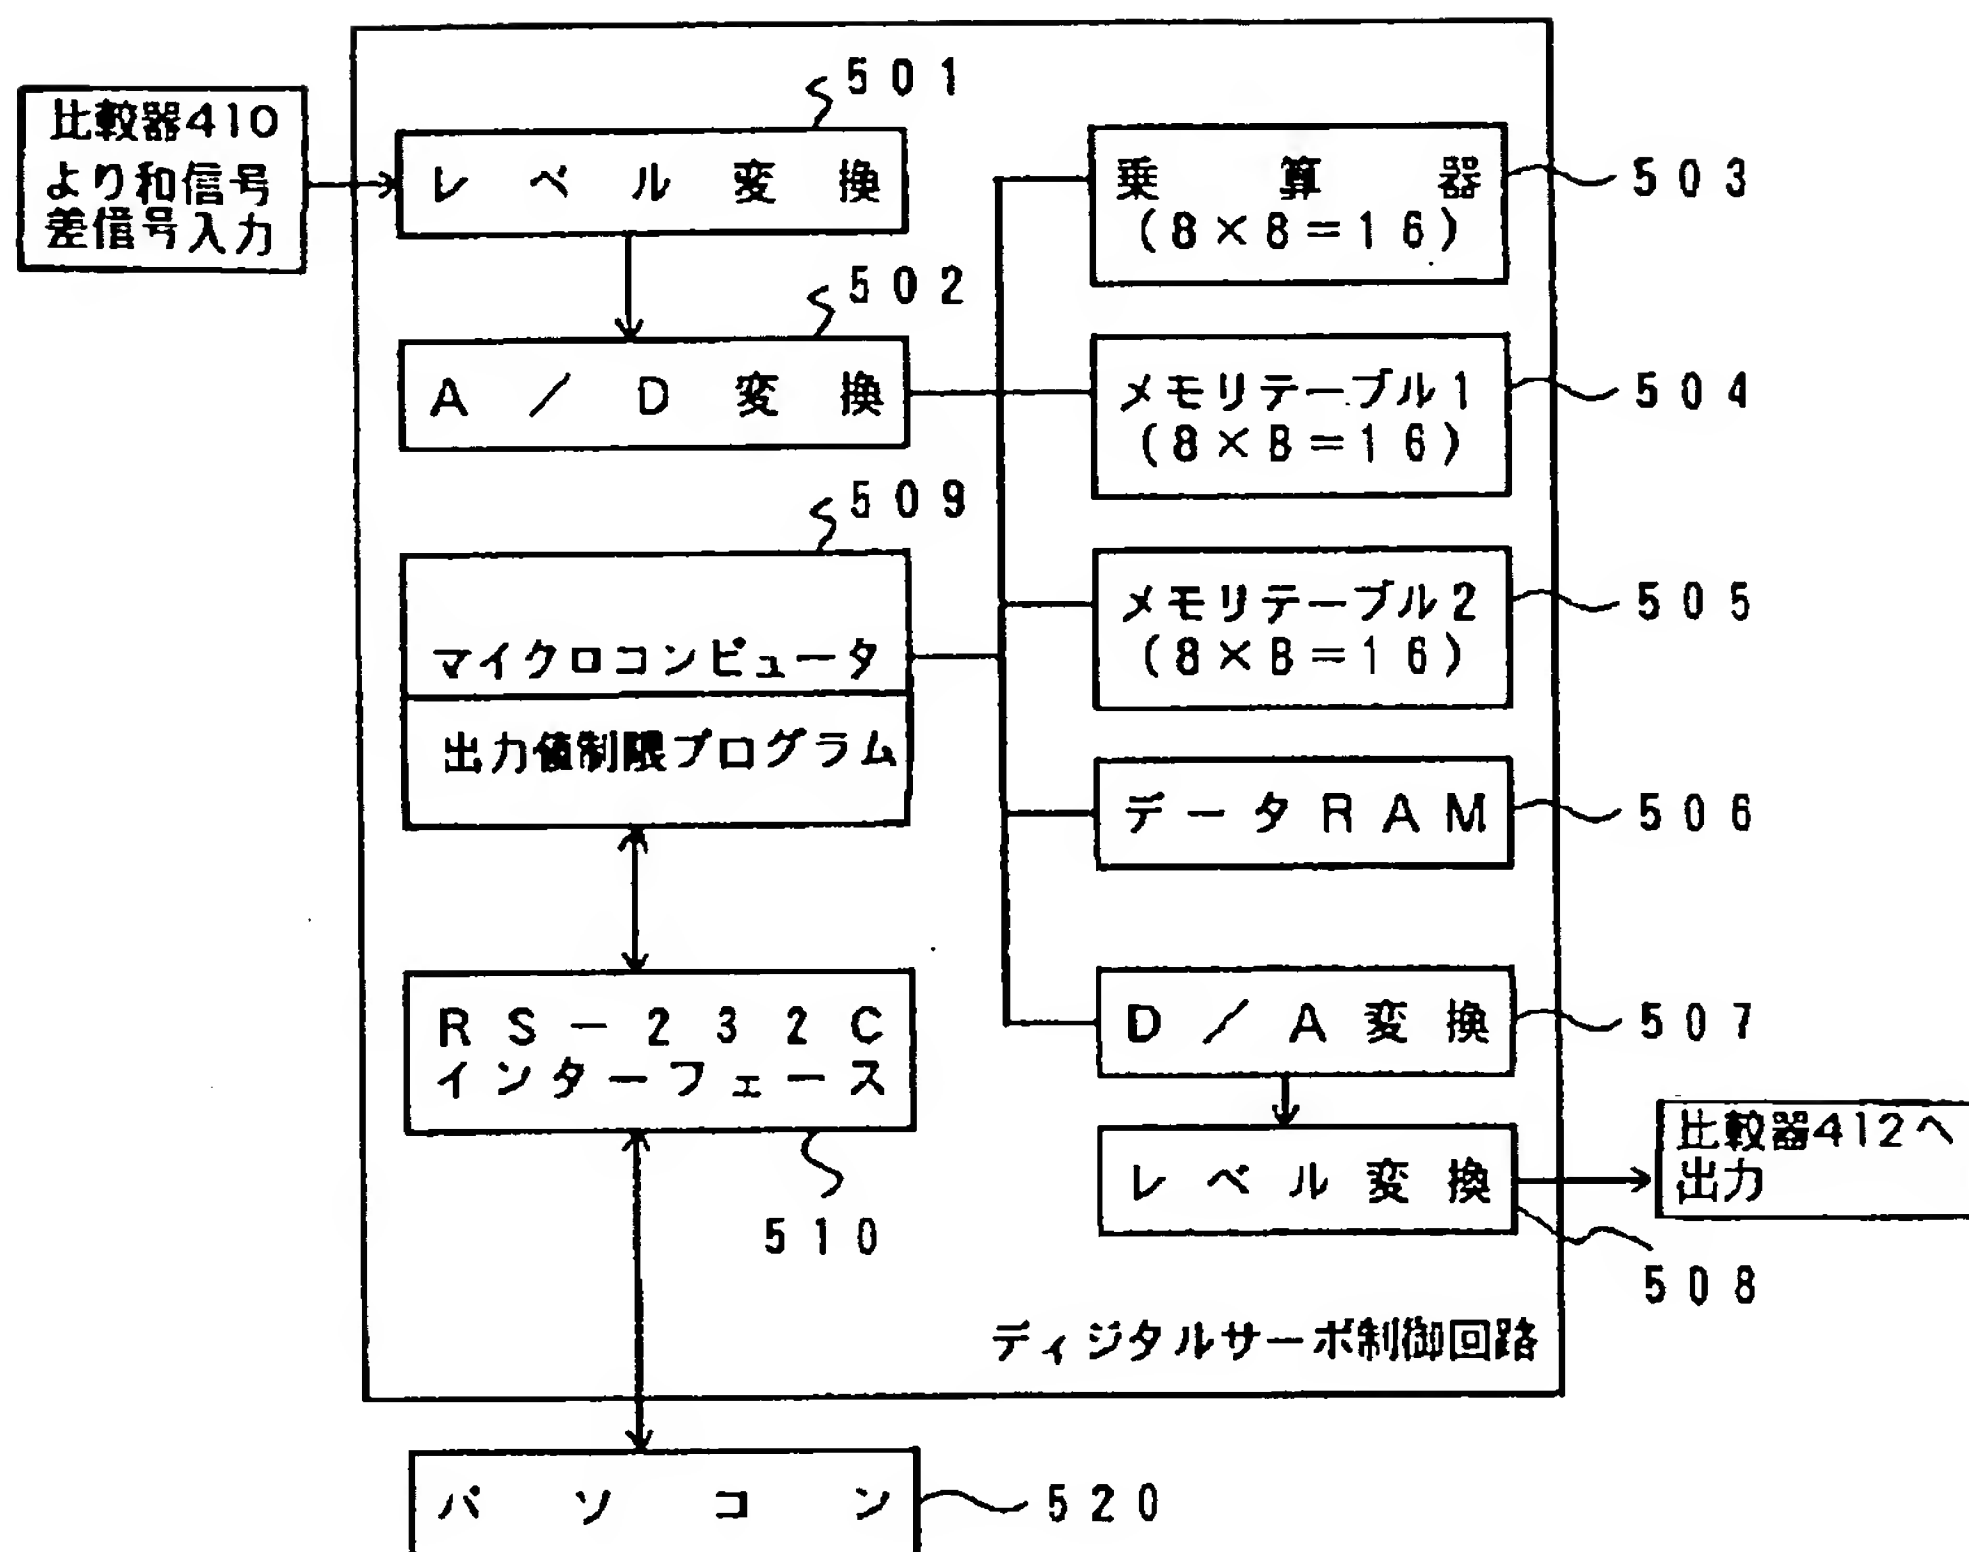 比較器410
より和信号
差信号入力
501
レベル変換
502
A/D変換
509
マイクロコンピュータ
出力値制限プログラム
RS-232C
インターフェース
510
乗算器
(8×8=16)
503
メモリテーブル1
(8×8=16)
504
メモリテーブル2
(8×8=16)
505
データRAM
506
D/A変換
507
レベル変換
508
比較器412へ
出力
ディジタルサーボ制御回路
パソコン
520